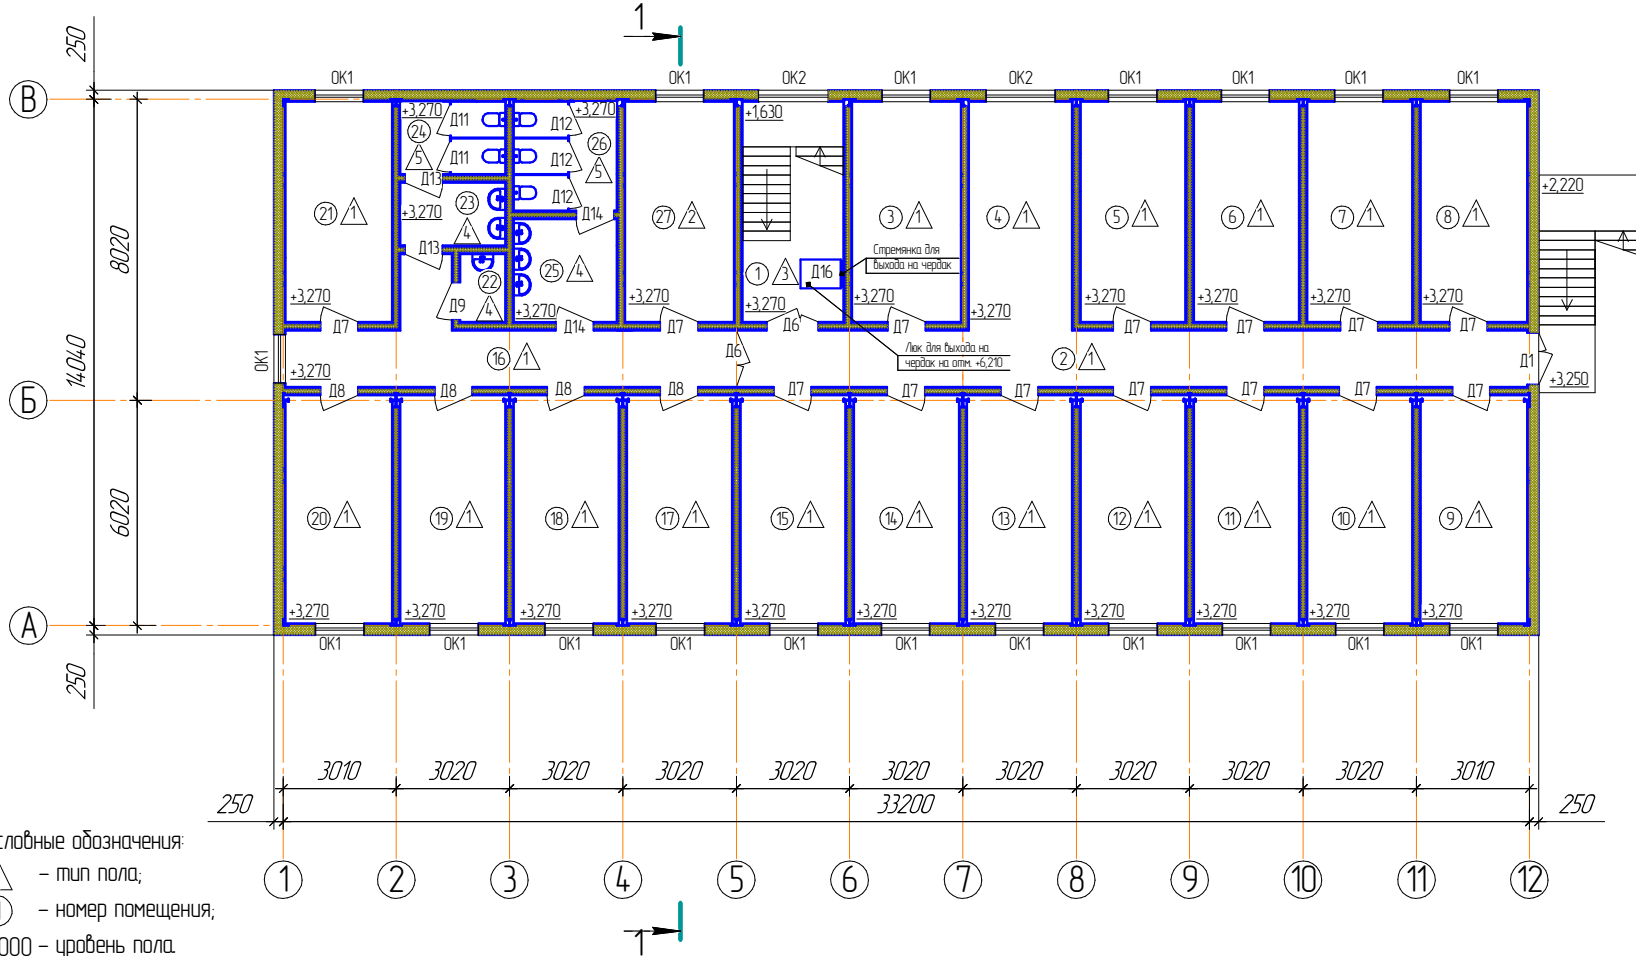 1
250
ОК1 ОК1 ОК2 ОК1 ОК2 ОК1 ОК1 ОК1 ОК1
В
+3,270 Д11 Д12 +3,270 +1,630
24 5 Д11 Д12 26 5
Д13 Д12 +2,220
21 1 +3,270 23 4 Д14 27 2 3 1 4 1 5 1 6 1 7 1 8 1
8020
Д13
Стремянка для
выхода на чердак
22 4 25 4 1 3 Д16
+3,270 Д9 +3,270 +3,270 +3,270 +3,270 +3,270 +3,270 +3,270 +3,270
Д7 Д14 Д7 Д6 Д7 Д7 Д7 Д7 Д7
Люк для выхода на
чердак на отм. +6,210
14040
ОК1 16 1 Д6 2 1 Д1
+3,270 +3,250
Д8 Д8 Д8 Д8 Д7 Д7 Д7 Д7 Д7 Д7 Д7
Б
6020
20 1 19 1 18 1 17 1 15 1 14 1 13 1 12 1 11 1 10 1 9 1
+3,270 +3,270 +3,270 +3,270 +3,270 +3,270 +3,270 +3,270 +3,270 +3,270 +3,270
А
ОК1 ОК1 ОК1 ОК1 ОК1 ОК1 ОК1 ОК1 ОК1 ОК1 ОК1
250
3010 3020 3020 3020 3020 3020 3020 3020 3020 3020 3010
250 33200 250
1 2 3 4 5 6 7 8 9 10 11 12
словные обозначения:
– тип пола;
– номер помещения;
000 – уровень пола.
1